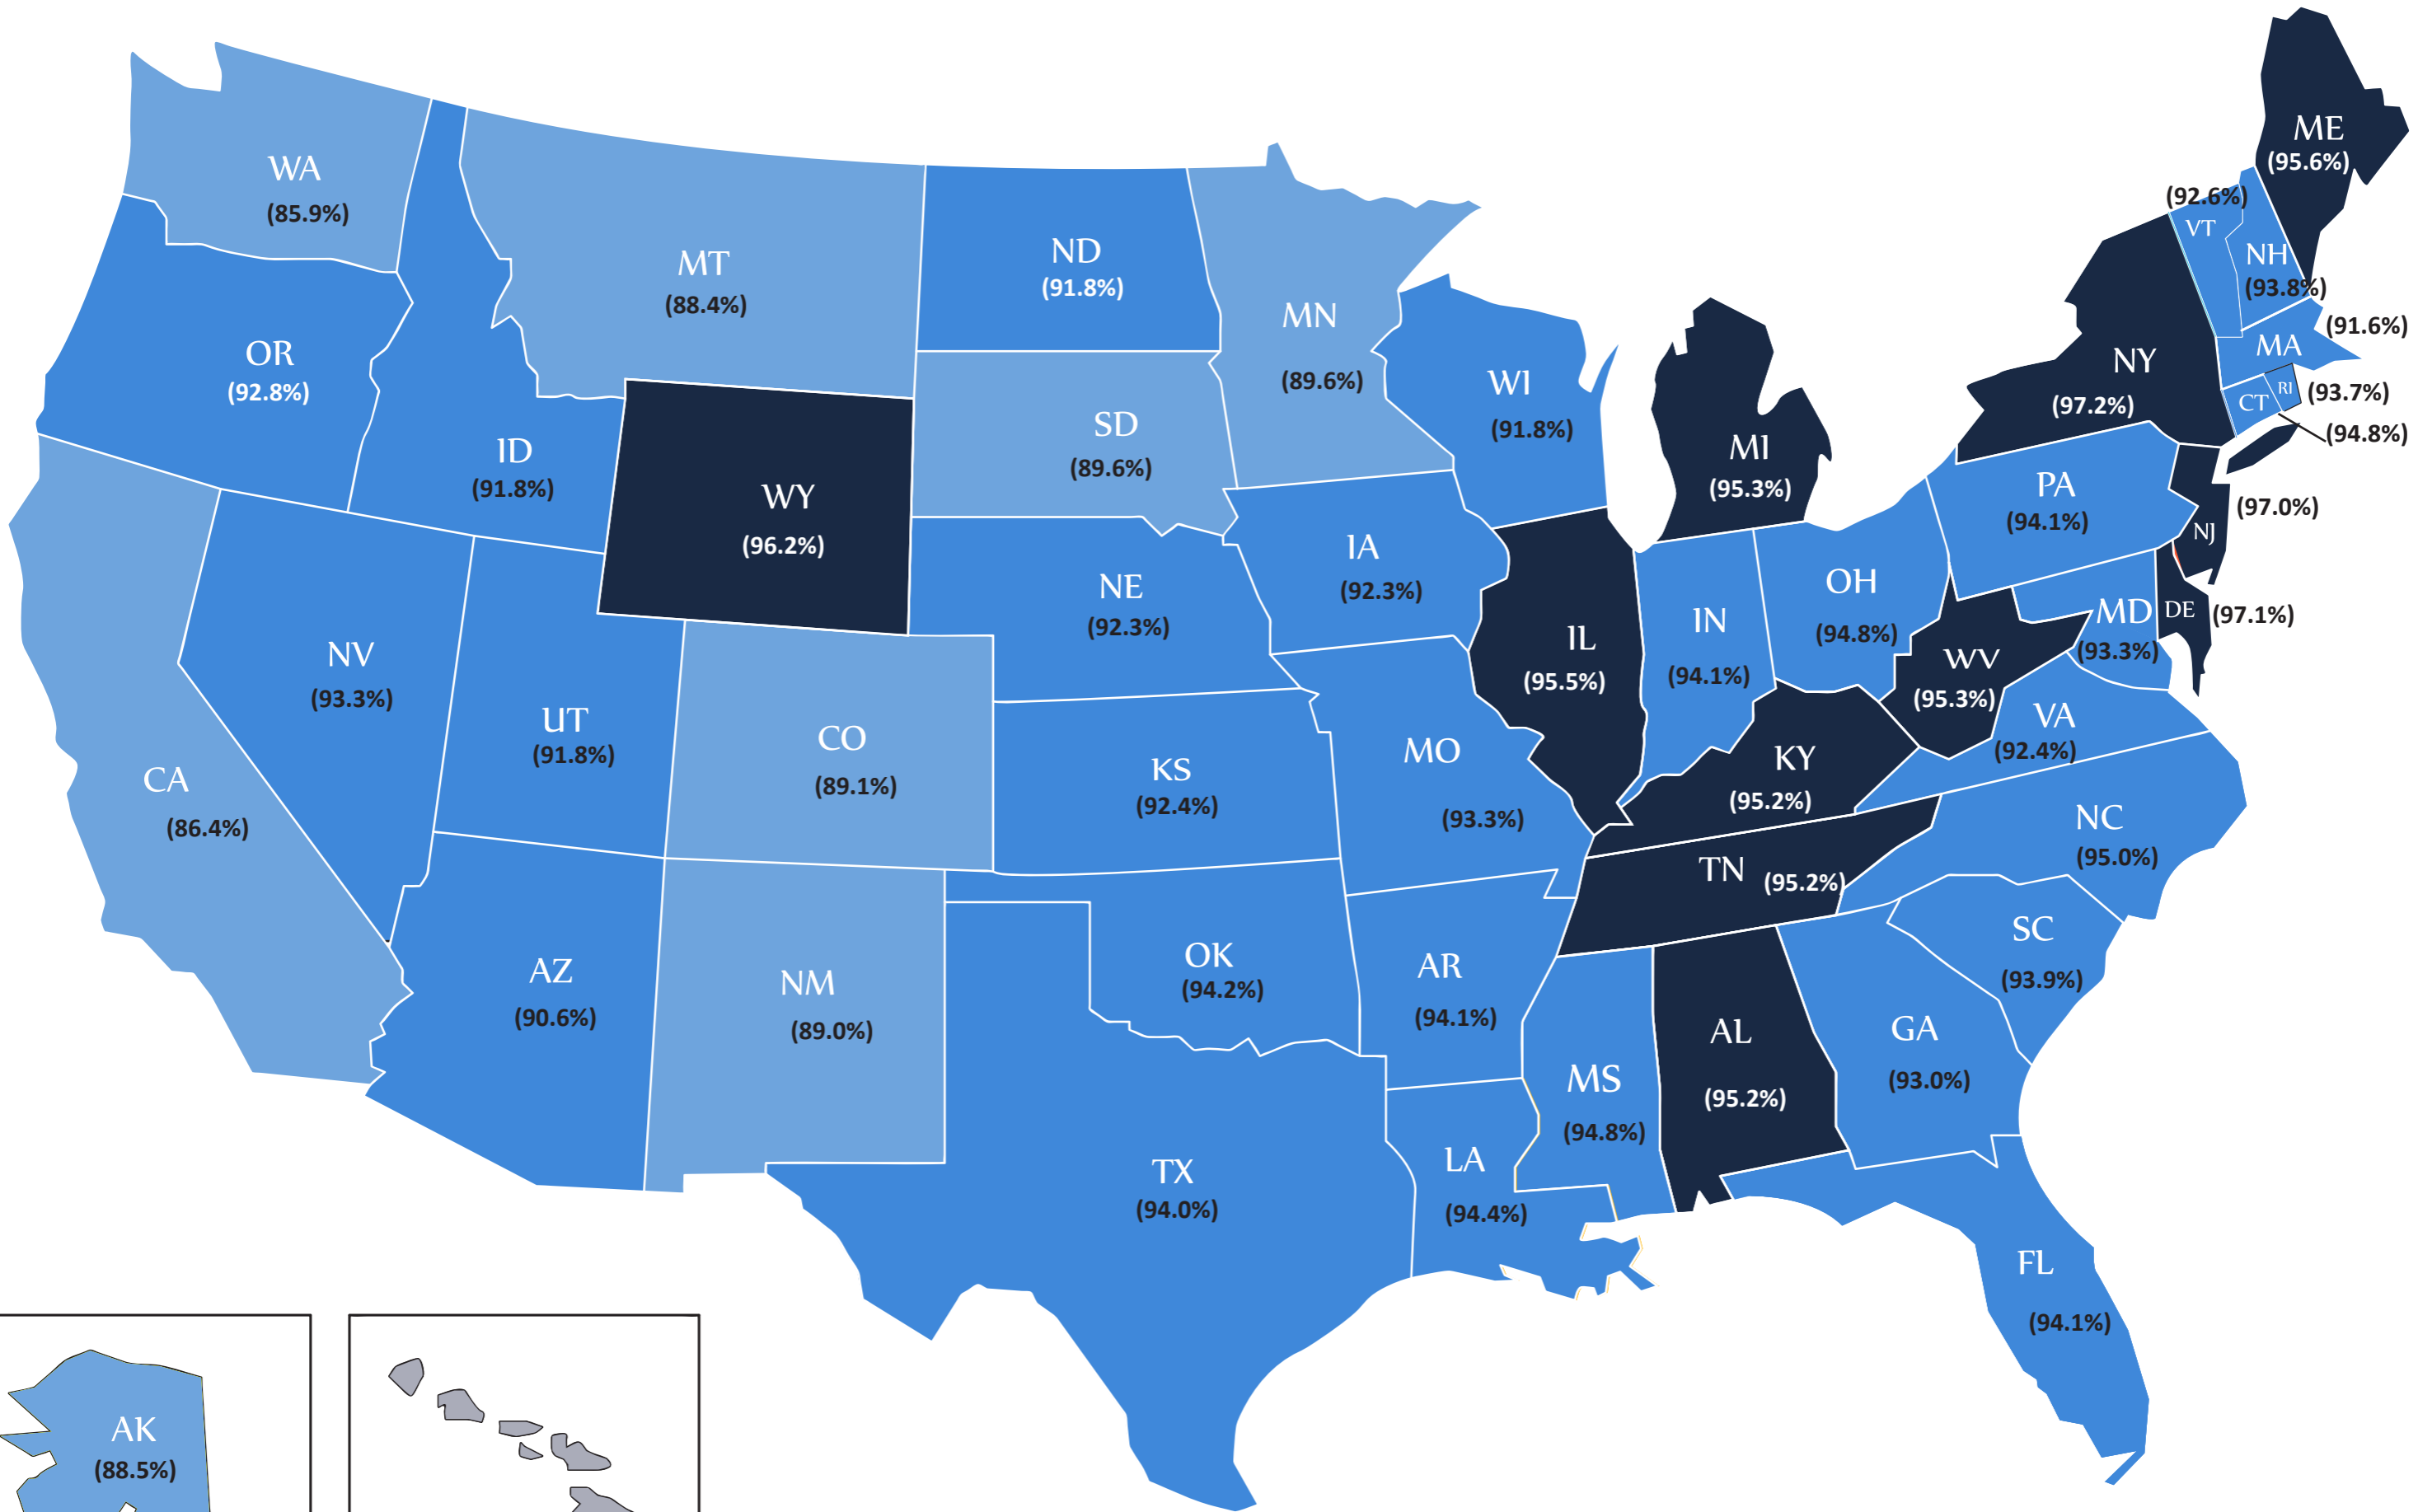 WA
(85.9%)
OR
(92.8%)
CA
(86.4%)
ID
(91.8%)
NV
(93.3%)
MT
(88.4%)
WY
(96.2%)
UT
(91.8%)
AZ
(90.6%)
CO
(89.1%)
NM
(89.0%)
ND
(91.8%)
SD
(89.6%)
NE
(92.3%)
KS
(92.4%)
OK
(94.2%)
TX
(94.0%)
MN
(89.6%)
IA
(92.3%)
MO
(93.3%)
AR
(94.1%)
LA
(94.4%)
WI
(91.8%)
IL
(95.5%)
MI
(95.3%)
IN
(94.1%)
OH
(94.8%)
KY
(95.2%)
TN (95.2%)
MS
(94.8%)
AL
(95.2%)
GA
(93.0%)
FL
(94.1%)
SC
(93.9%)
NC
(95.0%)
VA
(92.4%)
WV
(95.3%)
MD
(93.3%)
DE (97.1%)
PA
(94.1%)
NJ
(97.0%)
NY
(97.2%)
CT
(94.8%)
RI (93.7%)
MA
(91.6%)
(92.6%)
VT
NH
(93.8%)
ME
(95.6%)
AK
(88.5%)